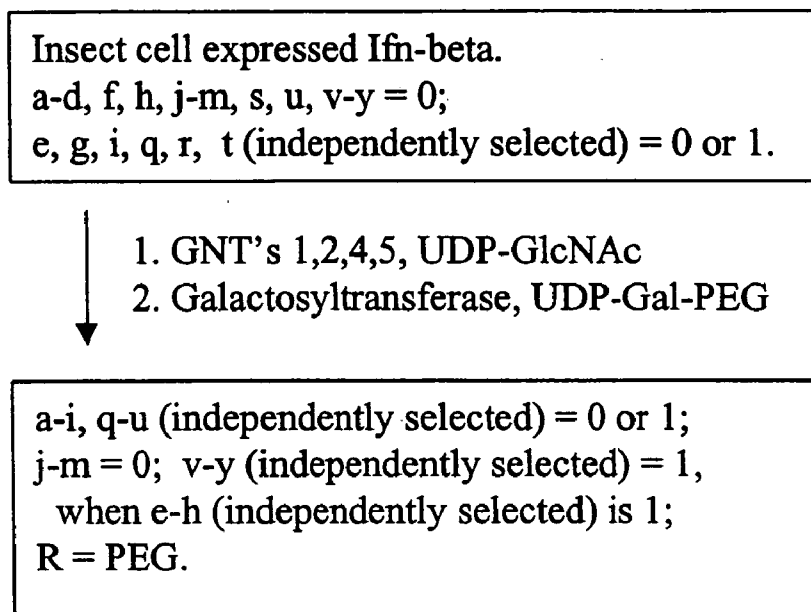 Insect cell expressed Ifn-beta.
a-d, f, h, j-m, s, u, v-y = 0;
e, g, i, q, r, t (independently selected) = 0 or 1.
1. GNT's 1,2,4,5, UDP-GlcNAc
2. Galactosyltransferase, UDP-Gal-PEG
a-i, q-u (independently selected) = 0 or 1;
j-m = 0; v-y (independently selected) = 1,
when e-h (independently selected) is 1;
R = PEG.